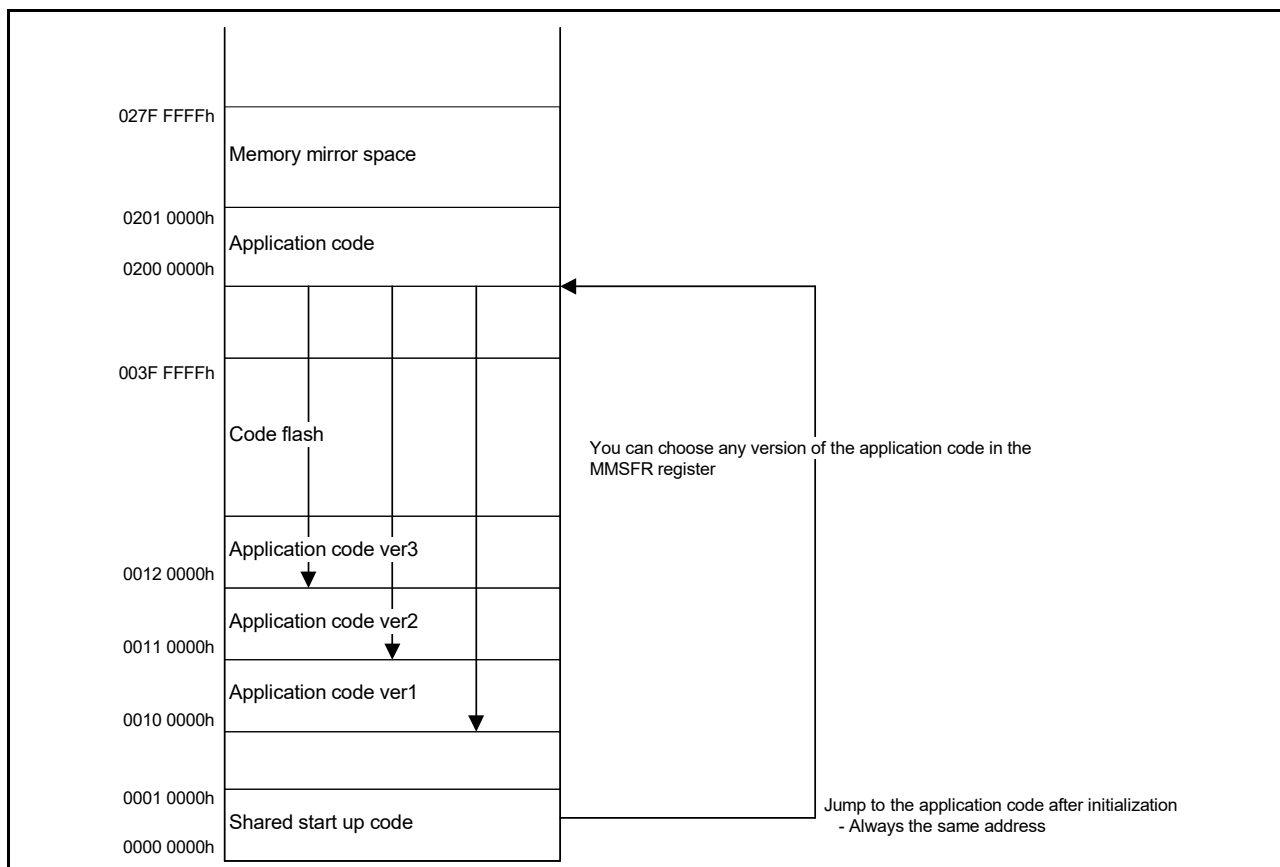 027F FFFFh
Memory mirror space
0201 0000h
Application code
0200 0000h
003F FFFFh
Code flash
You can choose any version of the application code in the
MMSFR register
Application code ver3
0012 0000h
Application code ver2
0011 0000h
Application code ver1
0010 0000h
0001 0000h
Jump to the application code after initialization
- Always the same address
Shared start up code
0000 0000h